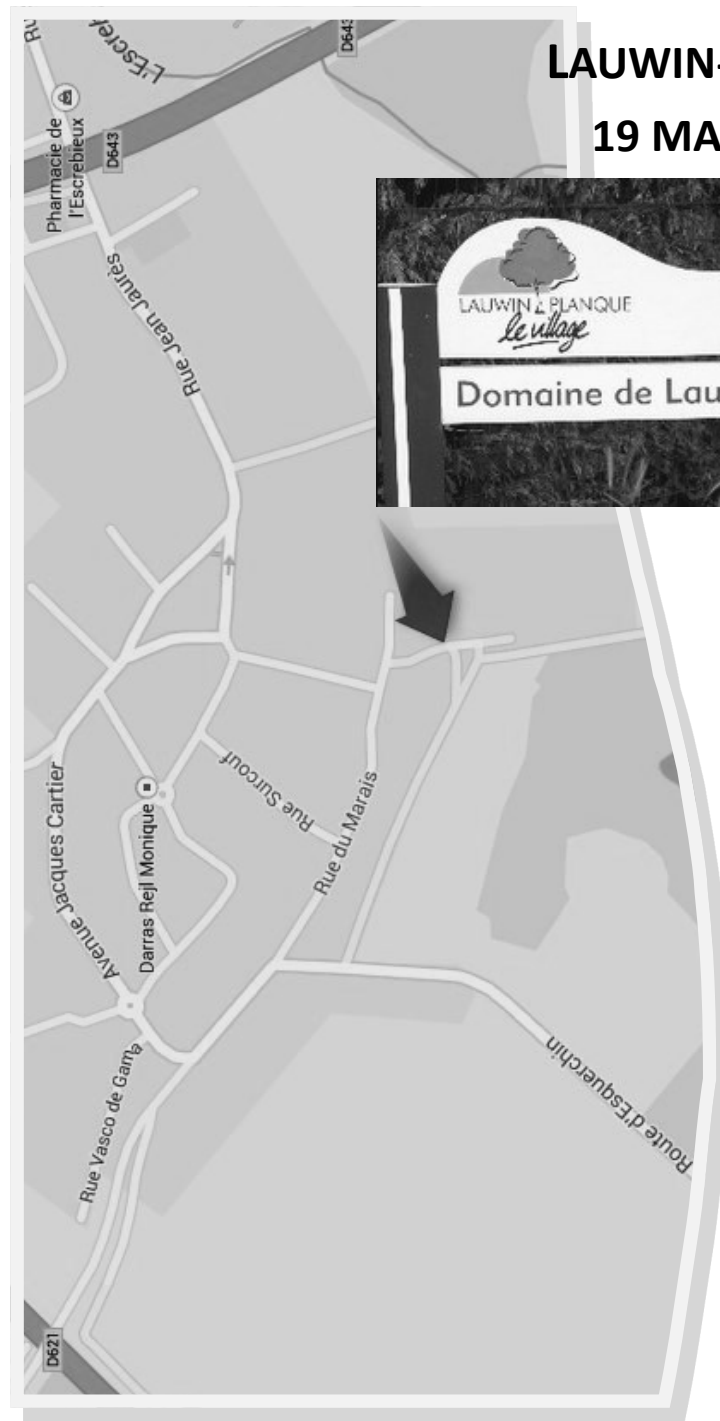 LAUWIN-
19 MA
LAUWIN PLANQUE
le village
Domaine de Lau
D643
D643
Pharmacie de
l'Escrebieux
Rue Jean Jaurès
Rue Surcouf
Rue du Marais
Avenue Jacques Cartier
Darras Rejl Monique
Rue Vasco de Gama
Route d'Esquerchin
D621